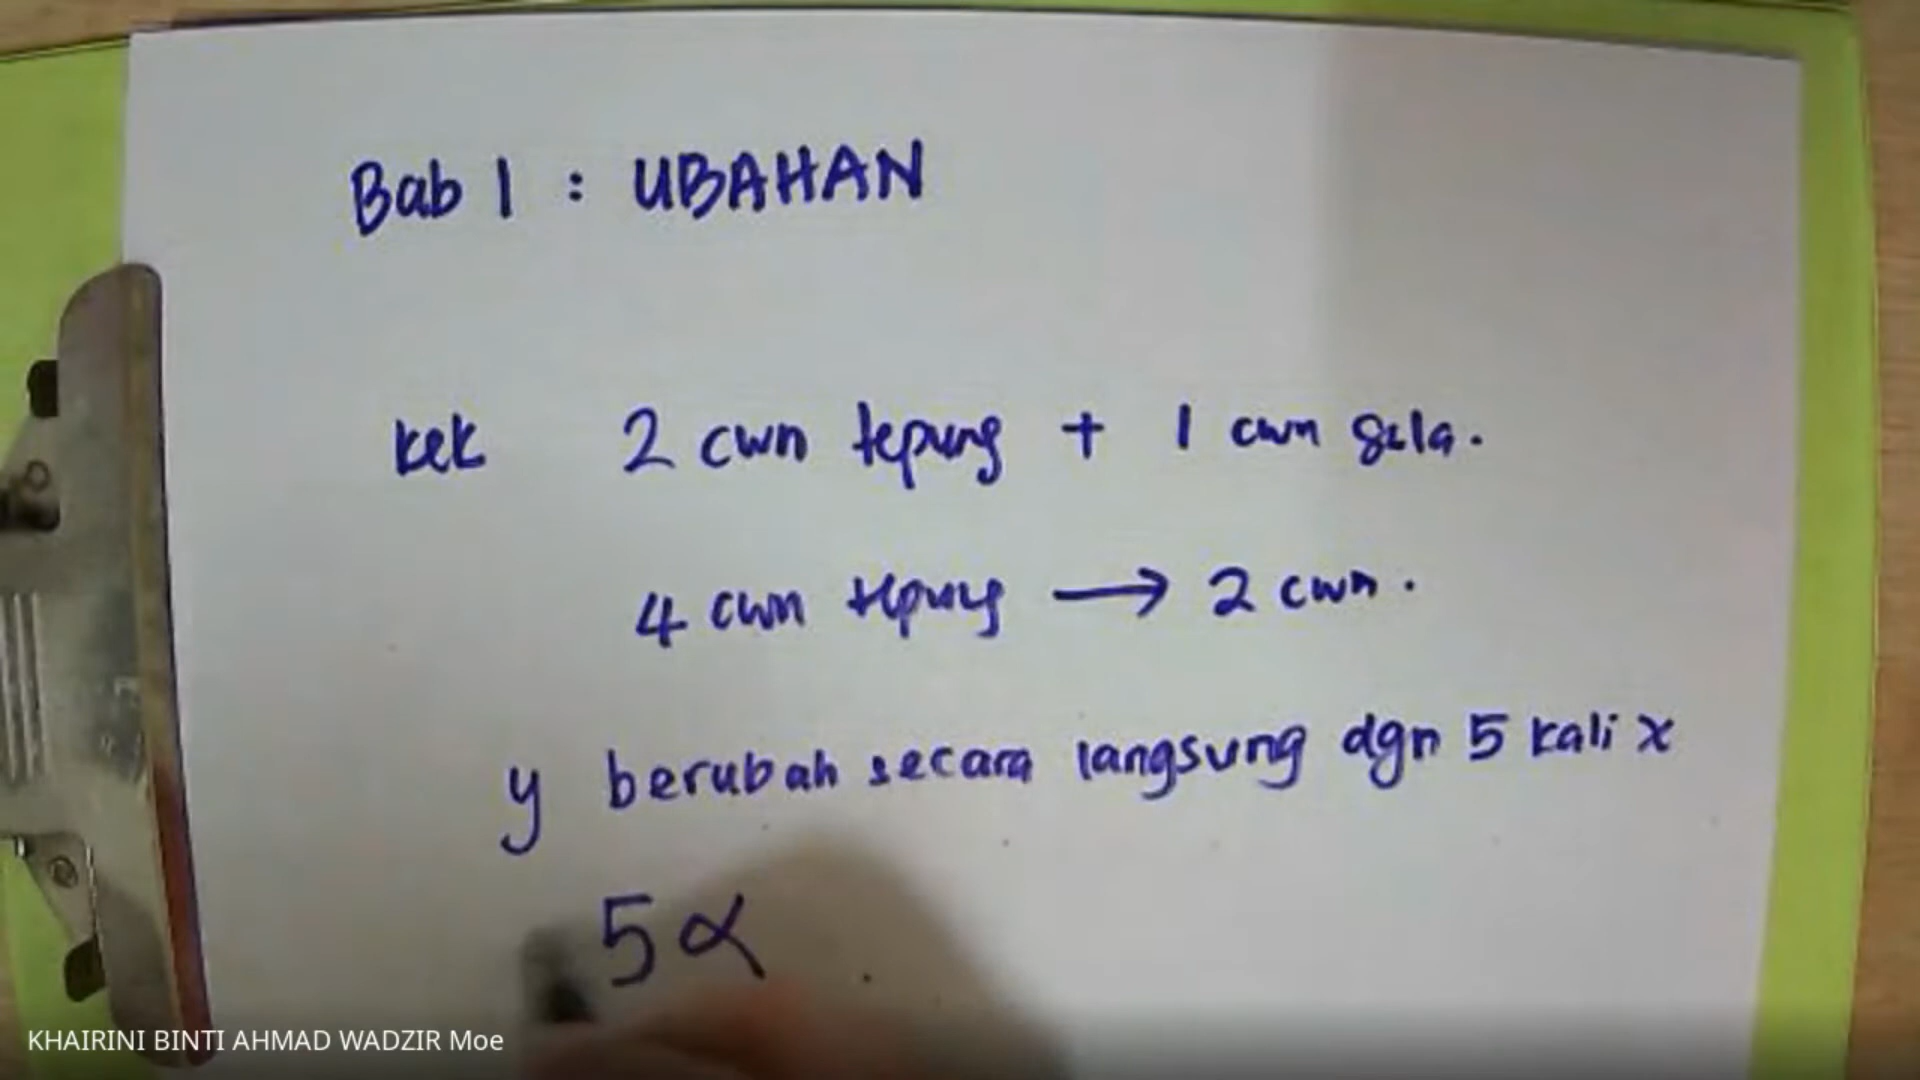 Bab 1 : UBAHAN
kek 2 cwn tepung + 1 cwn gula.
4 cwn tepung → 2 cwn.
y berubah secara langsung dgn 5 kali x
5 α
KHAIRINI BINTI AHMAD WADZIR Moe